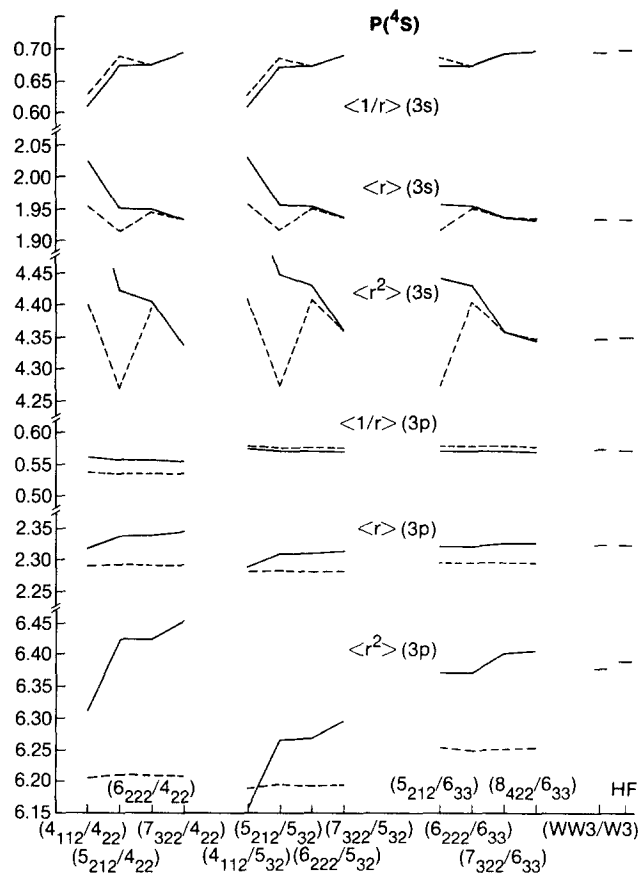 P(⁴S)
0.70
0.65
0.60
<1/r> (3s)
2.05
2.00
1.95
1.90
<r> (3s)
4.45
4.40
4.35
4.30
4.25
<r²> (3s)
0.60
0.55
0.50
<1/r> (3p)
2.35
2.30
2.25
<r> (3p)
6.40
6.35
6.30
6.25
6.20
6.15
<r²> (3p)
(6₂₂₂/4₂₂) (5₂₁₂/6₃₃) (8₄₂₂/6₃₃) HF
(4₁₁₂/4₂₂) (7₃₂₂/4₂₂) (5₂₁₂/5₃₂) (7₃₂₂/5₃₂) (6₂₂₂/6₃₃) (WW3/W3)
(5₂₁₂/4₂₂) (4₁₁₂/5₃₂) (6₂₂₂/5₃₂) (7₃₂₂/6₃₃)